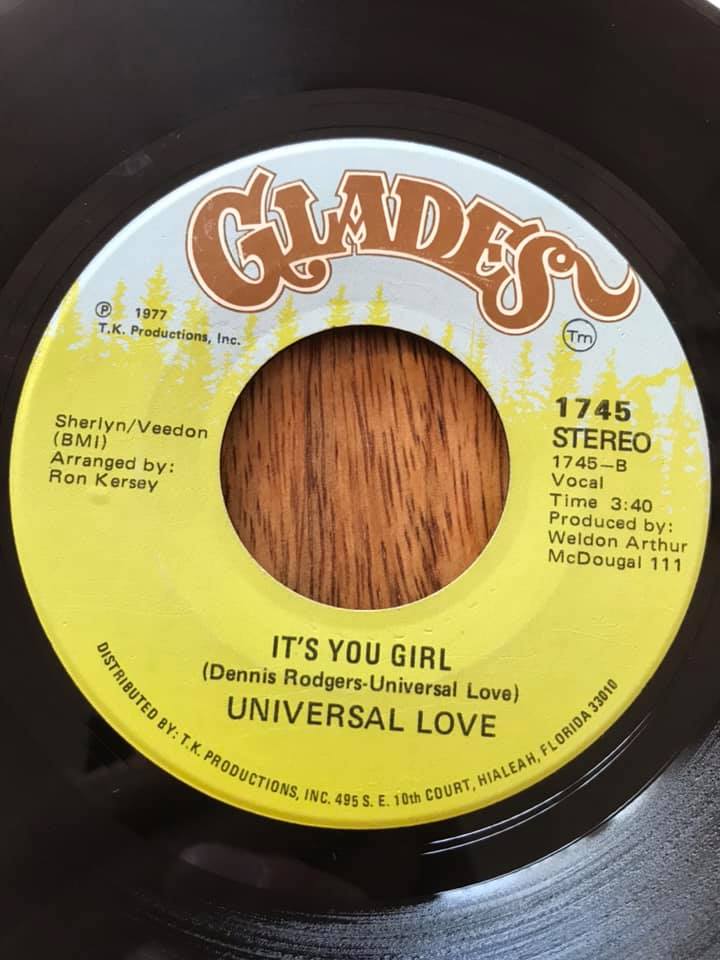 GLADES
Tm
℗ 1977
T.K. Productions, Inc.
Sherlyn/Veedon
(BMI)
Arranged by:
Ron Kersey
1745
STEREO
1745-B
Vocal
Time 3:40
Produced by:
Weldon Arthur
McDougal 111
IT'S YOU GIRL
(Dennis Rodgers-Universal Love)
UNIVERSAL LOVE
DISTRIBUTED BY: T.K. PRODUCTIONS, INC. 495 S. E. 10th COURT, HIALEAH, FLORIDA 33010